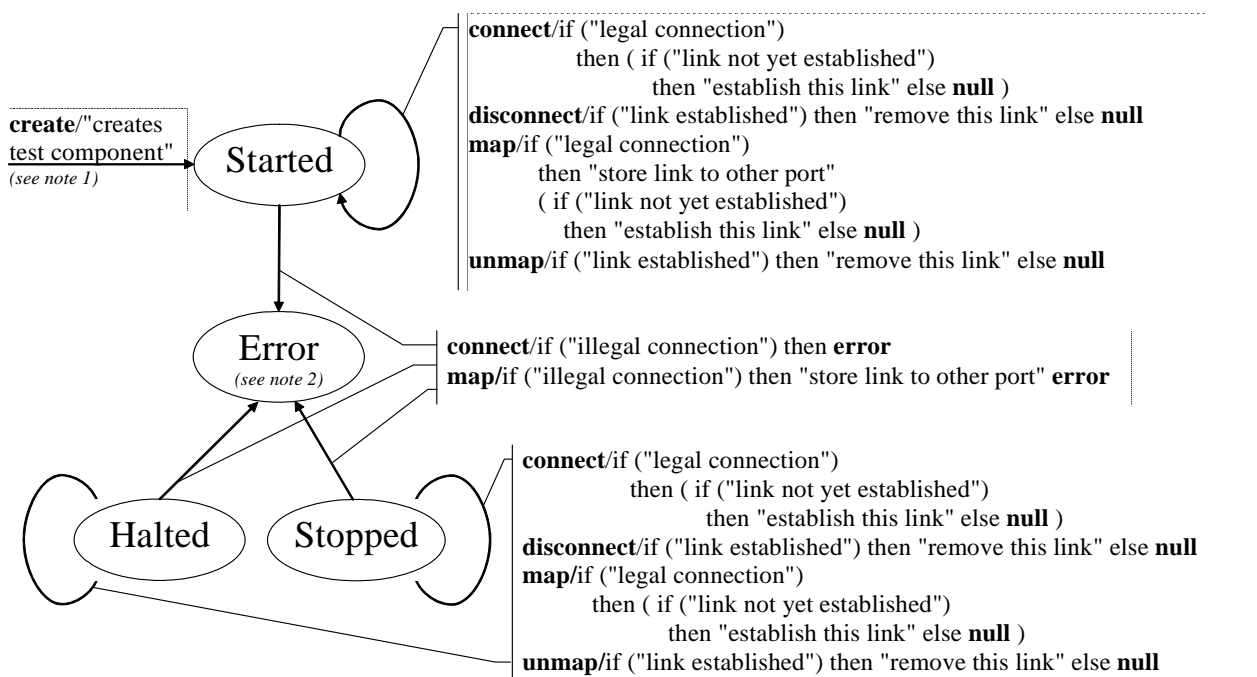 connect/if ("legal connection")
then ( if ("link not yet established")
then "establish this link" else null )
disconnect/if ("link established") then "remove this link" else null
map/if ("legal connection")
then "store link to other port"
( if ("link not yet established")
then "establish this link" else null )
unmap/if ("link established") then "remove this link" else null
create/"creates
test component"
(see note 1)
Started
Error
(see note 2)
connect/if ("illegal connection") then error
map/if ("illegal connection") then "store link to other port" error
Halted
Stopped
connect/if ("legal connection")
then ( if ("link not yet established")
then "establish this link" else null )
disconnect/if ("link established") then "remove this link" else null
map/if ("legal connection")
then ( if ("link not yet established")
then "establish this link" else null )
unmap/if ("link established") then "remove this link" else null